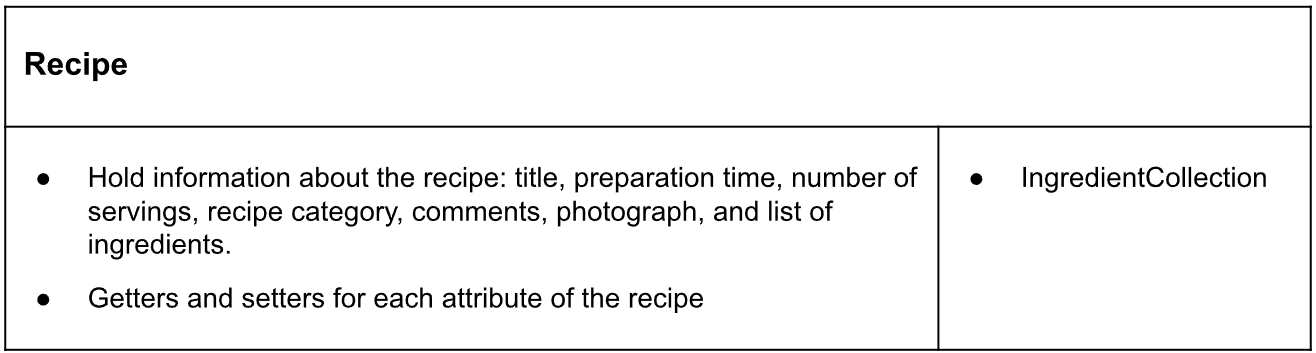 Recipe
● Hold information about the recipe: title, preparation time, number of
servings, recipe category, comments, photograph, and list of
ingredients.
● Getters and setters for each attribute of the recipe
● IngredientCollection